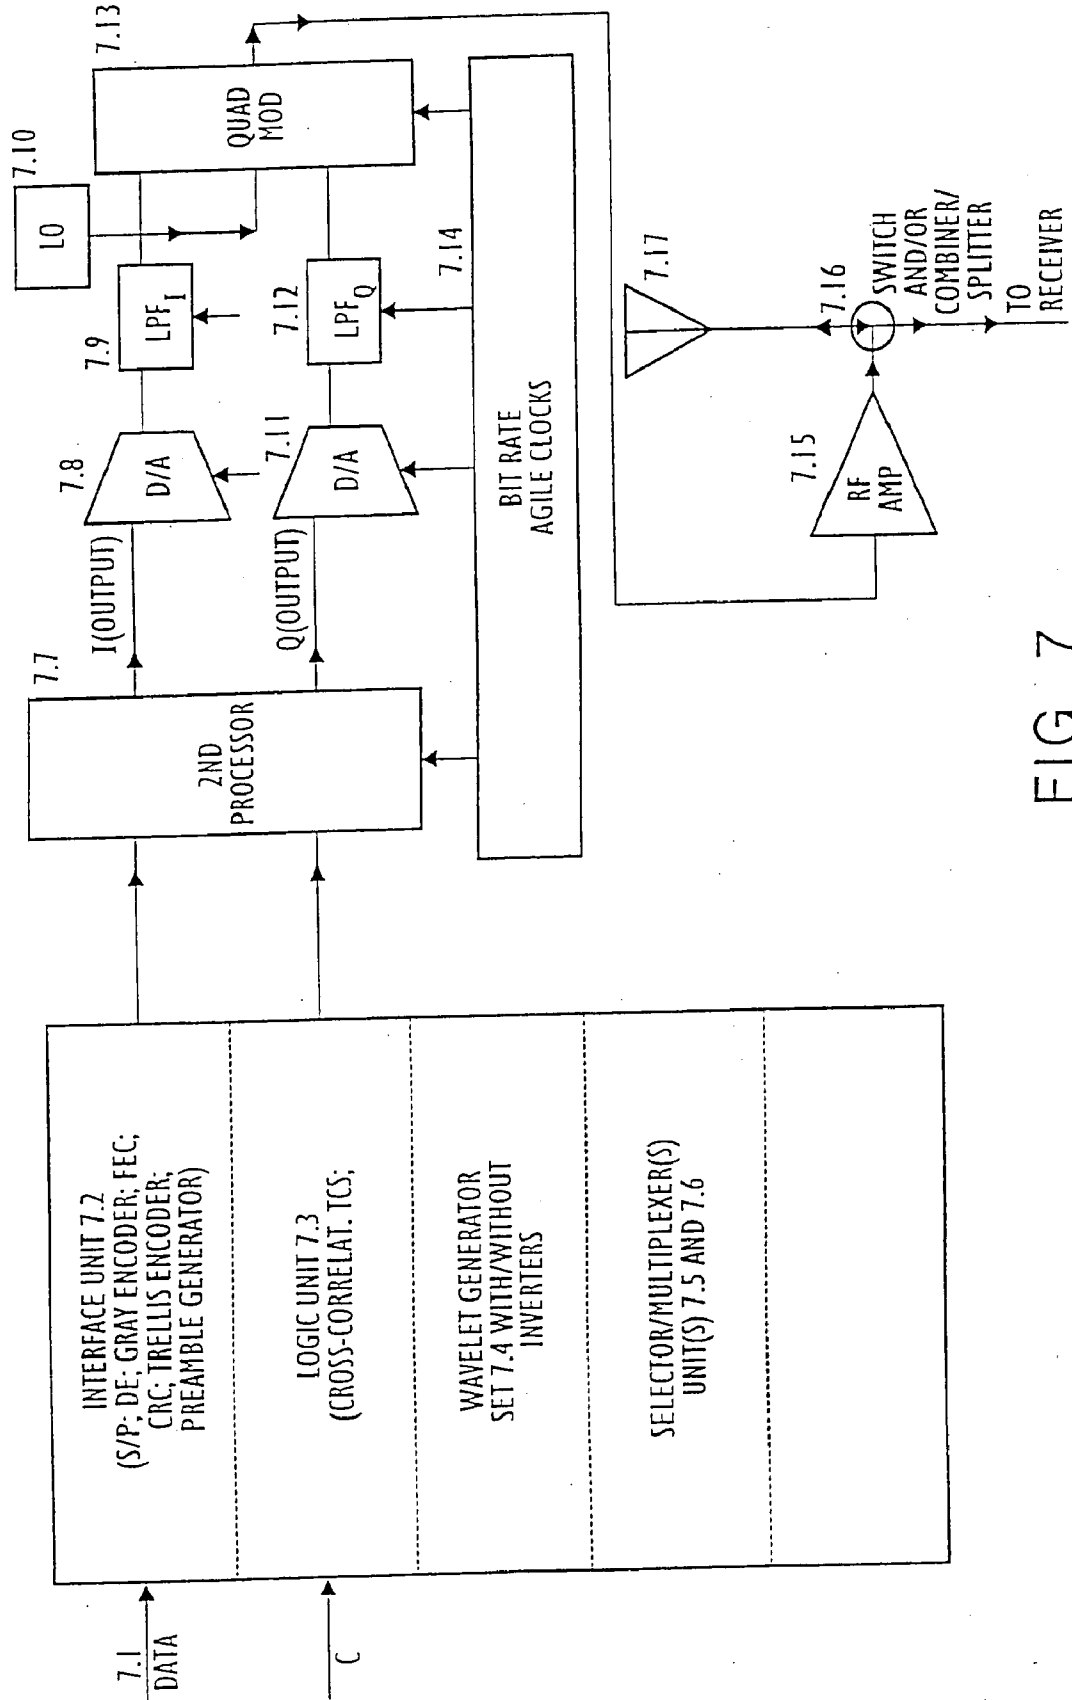 7.1
DATA
C
INTERFACE UNIT 7.2
(S/P; DE; GRAY ENCODER; FEC;
CRC; TRELLIS ENCODER;
PREAMBLE GENERATOR)
LOGIC UNIT 7.3
(CROSS-CORRELAT. TCS;
WAVELET GENERATOR
SET 7.4 WITH/WITHOUT
INVERTERS
SELECTOR/MULTIPLEXER(S)
UNIT(S) 7.5 AND 7.6
7.7
2ND
PROCESSOR
I(OUTPUT)
Q(OUTPUT)
7.8
D/A
7.11
D/A
7.9
LPF I
7.12
LPF Q
7.10
LO
7.13
QUAD
MOD
7.14
BIT RATE
AGILE CLOCKS
7.15
RF
AMP
7.16
7.17
SWITCH
AND/OR
COMBINER/
SPLITTER
TO
RECEIVER
FIG 7